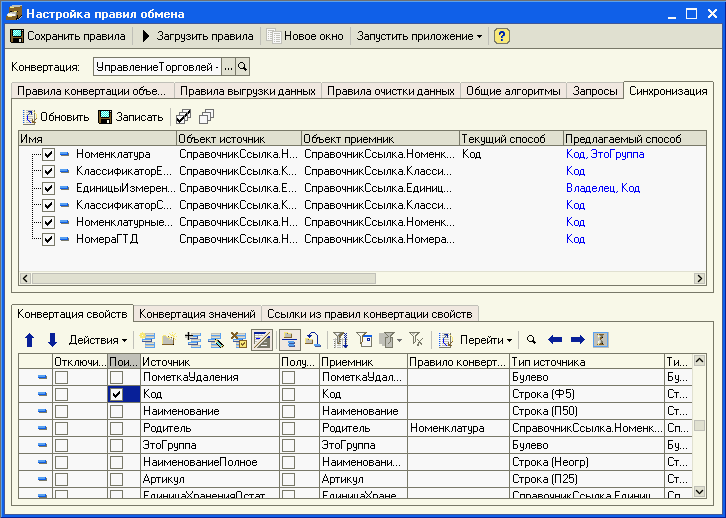 Настройка правил обмена
Сохранить правила Загрузить правила Новое окно Запустить приложение
Конвертация: УправлениеТорговлей - ...
Правила конвертации объе... Правила выгрузки данных Правила очистки данных Общие алгоритмы Запросы Синхронизация
Обновить Записать
Имя Объект источник Объект приемник Текущий способ Предлагаемый способ
Номенклатура СправочникСсылка.Н... СправочникСсылка.Номенк... Код Код, ЭтоГруппа
КлассификаторЕ... СправочникСсылка.К... СправочникСсылка.Класси... Код
ЕдиницыИзмерен... СправочникСсылка.Е... СправочникСсылка.Единиц... Владелец, Код
КлассификаторС... СправочникСсылка.К... СправочникСсылка.Класси... Код
Номенклатурные... СправочникСсылка.Н... СправочникСсылка.Номенк... Код
НомераГТД СправочникСсылка.Н... СправочникСсылка.Номера... Код
Конвертация свойств Конвертация значений Ссылки из правил конвертации свойств
Действия Перейти
Отключи... Пои... Источник Полу... Приемник Правило конверт... Тип источника Ти...
ПометкаУдаления ПометкаУдал... Булево Бу...
Код Код Строка (Ф5) Ст...
Наименование Наименование Строка (П50) Ст...
Родитель Родитель Номенклатура СправочникСсылка.Номенк... Сп...
ЭтоГруппа ЭтоГруппа Булево Бу...
НаименованиеПолное Наименовани... Строка (Неогр) Ст...
Артикул Артикул Строка (П25) Ст...
ЕдиницаХраненияОстат... ЕдиницаХране... СправочникСсылка.Единиц... Сп...